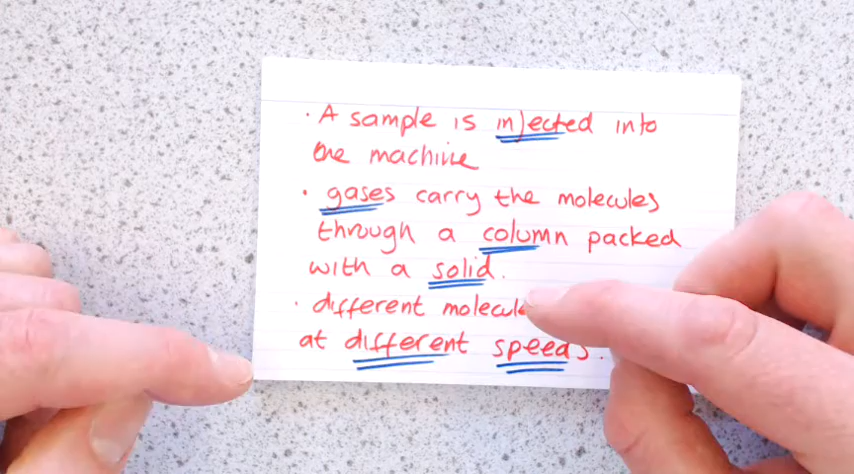 · A sample is injected into
the machine
· gases carry the molecules
through a column packed
with a solid.
· different
at different speeds.